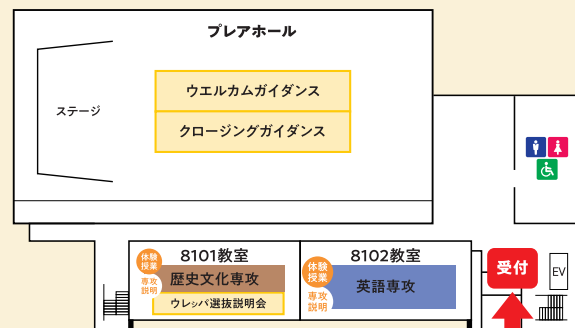 プレアホール
ウエルカムガイダンス
ステージ
クロージングガイダンス
8101教室
体験
授業
歴史文化専攻
専攻
説明
ウレッパ選抜説明会
8102教室
体験
授業
英語専攻
専攻
説明
受付
EV